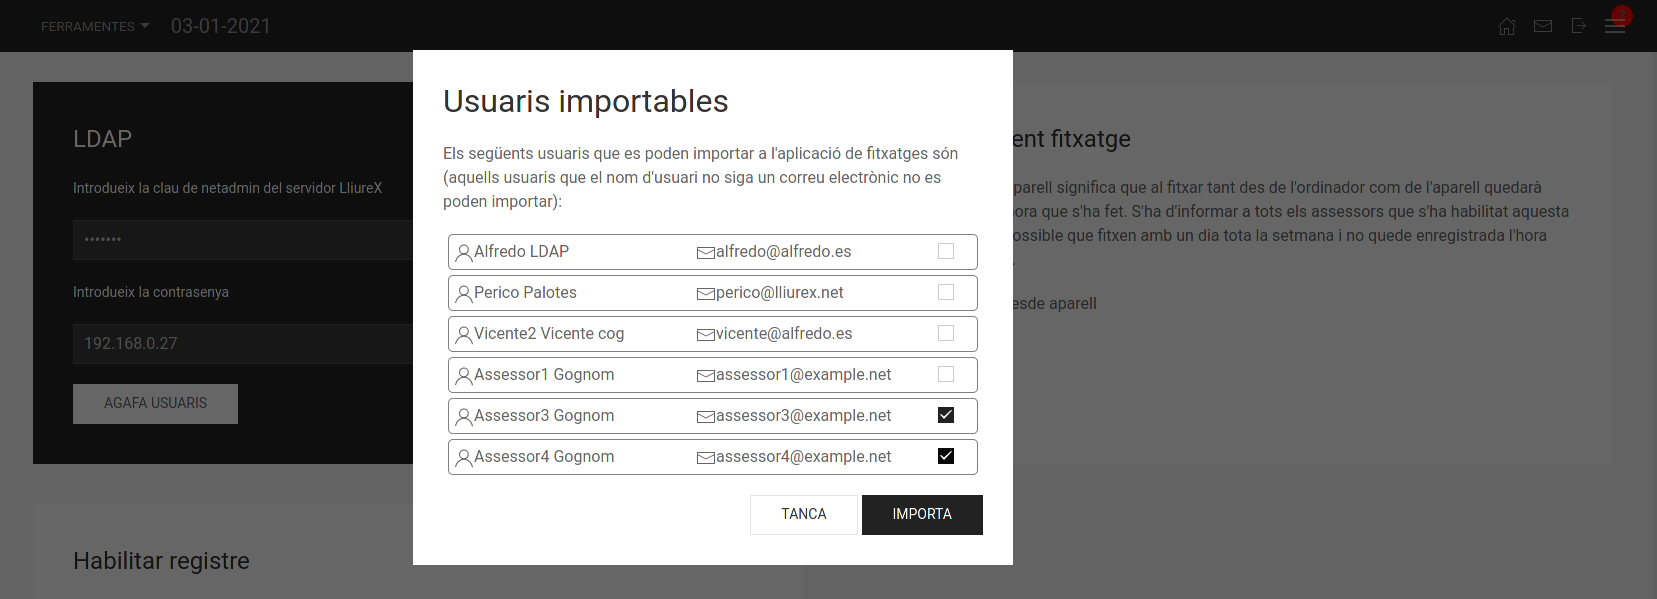 FERRAMENTES 03-01-2021
LDAP
Introdueix la clau de netadmin del servidor LliureX
•••••••
Introdueix la contrasenya
192.168.0.27
AGAFA USUARIS
Habilitar registre
Usuaris importables
Els següents usuaris que es poden importar a l'aplicació de fitxatges són
(aquells usuaris que el nom d'usuari no siga un correu electrònic no es
poden importar):
Alfredo LDAP alfredo@alfredo.es
Perico Palotes perico@lliurex.net
Vicente2 Vicente cog vicente@alfredo.es
Assessor1 Gognom assessor1@example.net
Assessor3 Gognom assessor3@example.net
Assessor4 Gognom assessor4@example.net
TANCA IMPORTA
ent fitxatge
parell significa que al fitxar tant des de l'ordinador com de l'aparell quedarà
ora que s'ha fet. S'ha d'informar a tots els assessors que s'ha habilitat aquesta
ossible que fitxen amb un dia tota la setmana i no quede enregistrada l'hora
.
esde aparell